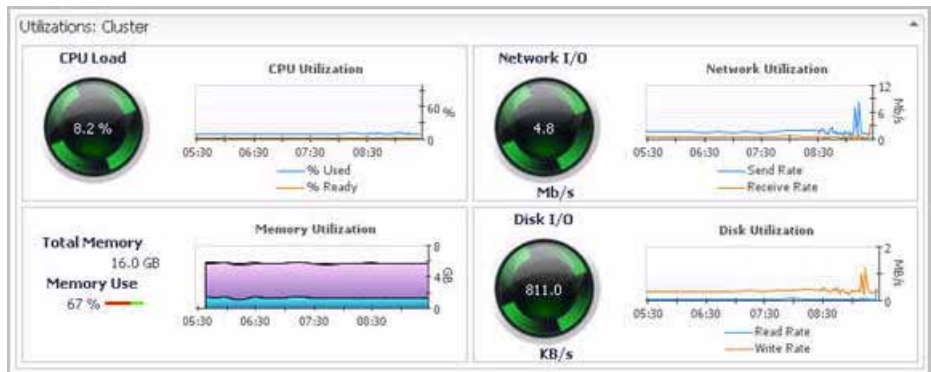 Utilizations: Cluster
CPU Load
8.2 %
CPU Utilization
60 %
0
05:30 06:30 07:30 08:30
% Used
% Ready
Network I/O
4.8
Mb/s
Network Utilization
12
6
0
Mb/s
05:30 06:30 07:30 08:30
Send Rate
Receive Rate
Total Memory
16.0 GB
Memory Use
67 %
Memory Utilization
8
4
0
GB
05:30 06:30 07:30 08:30
Disk I/O
811.0
KB/s
Disk Utilization
2
0
MB/s
05:30 06:30 07:30 08:30
Read Rate
Write Rate